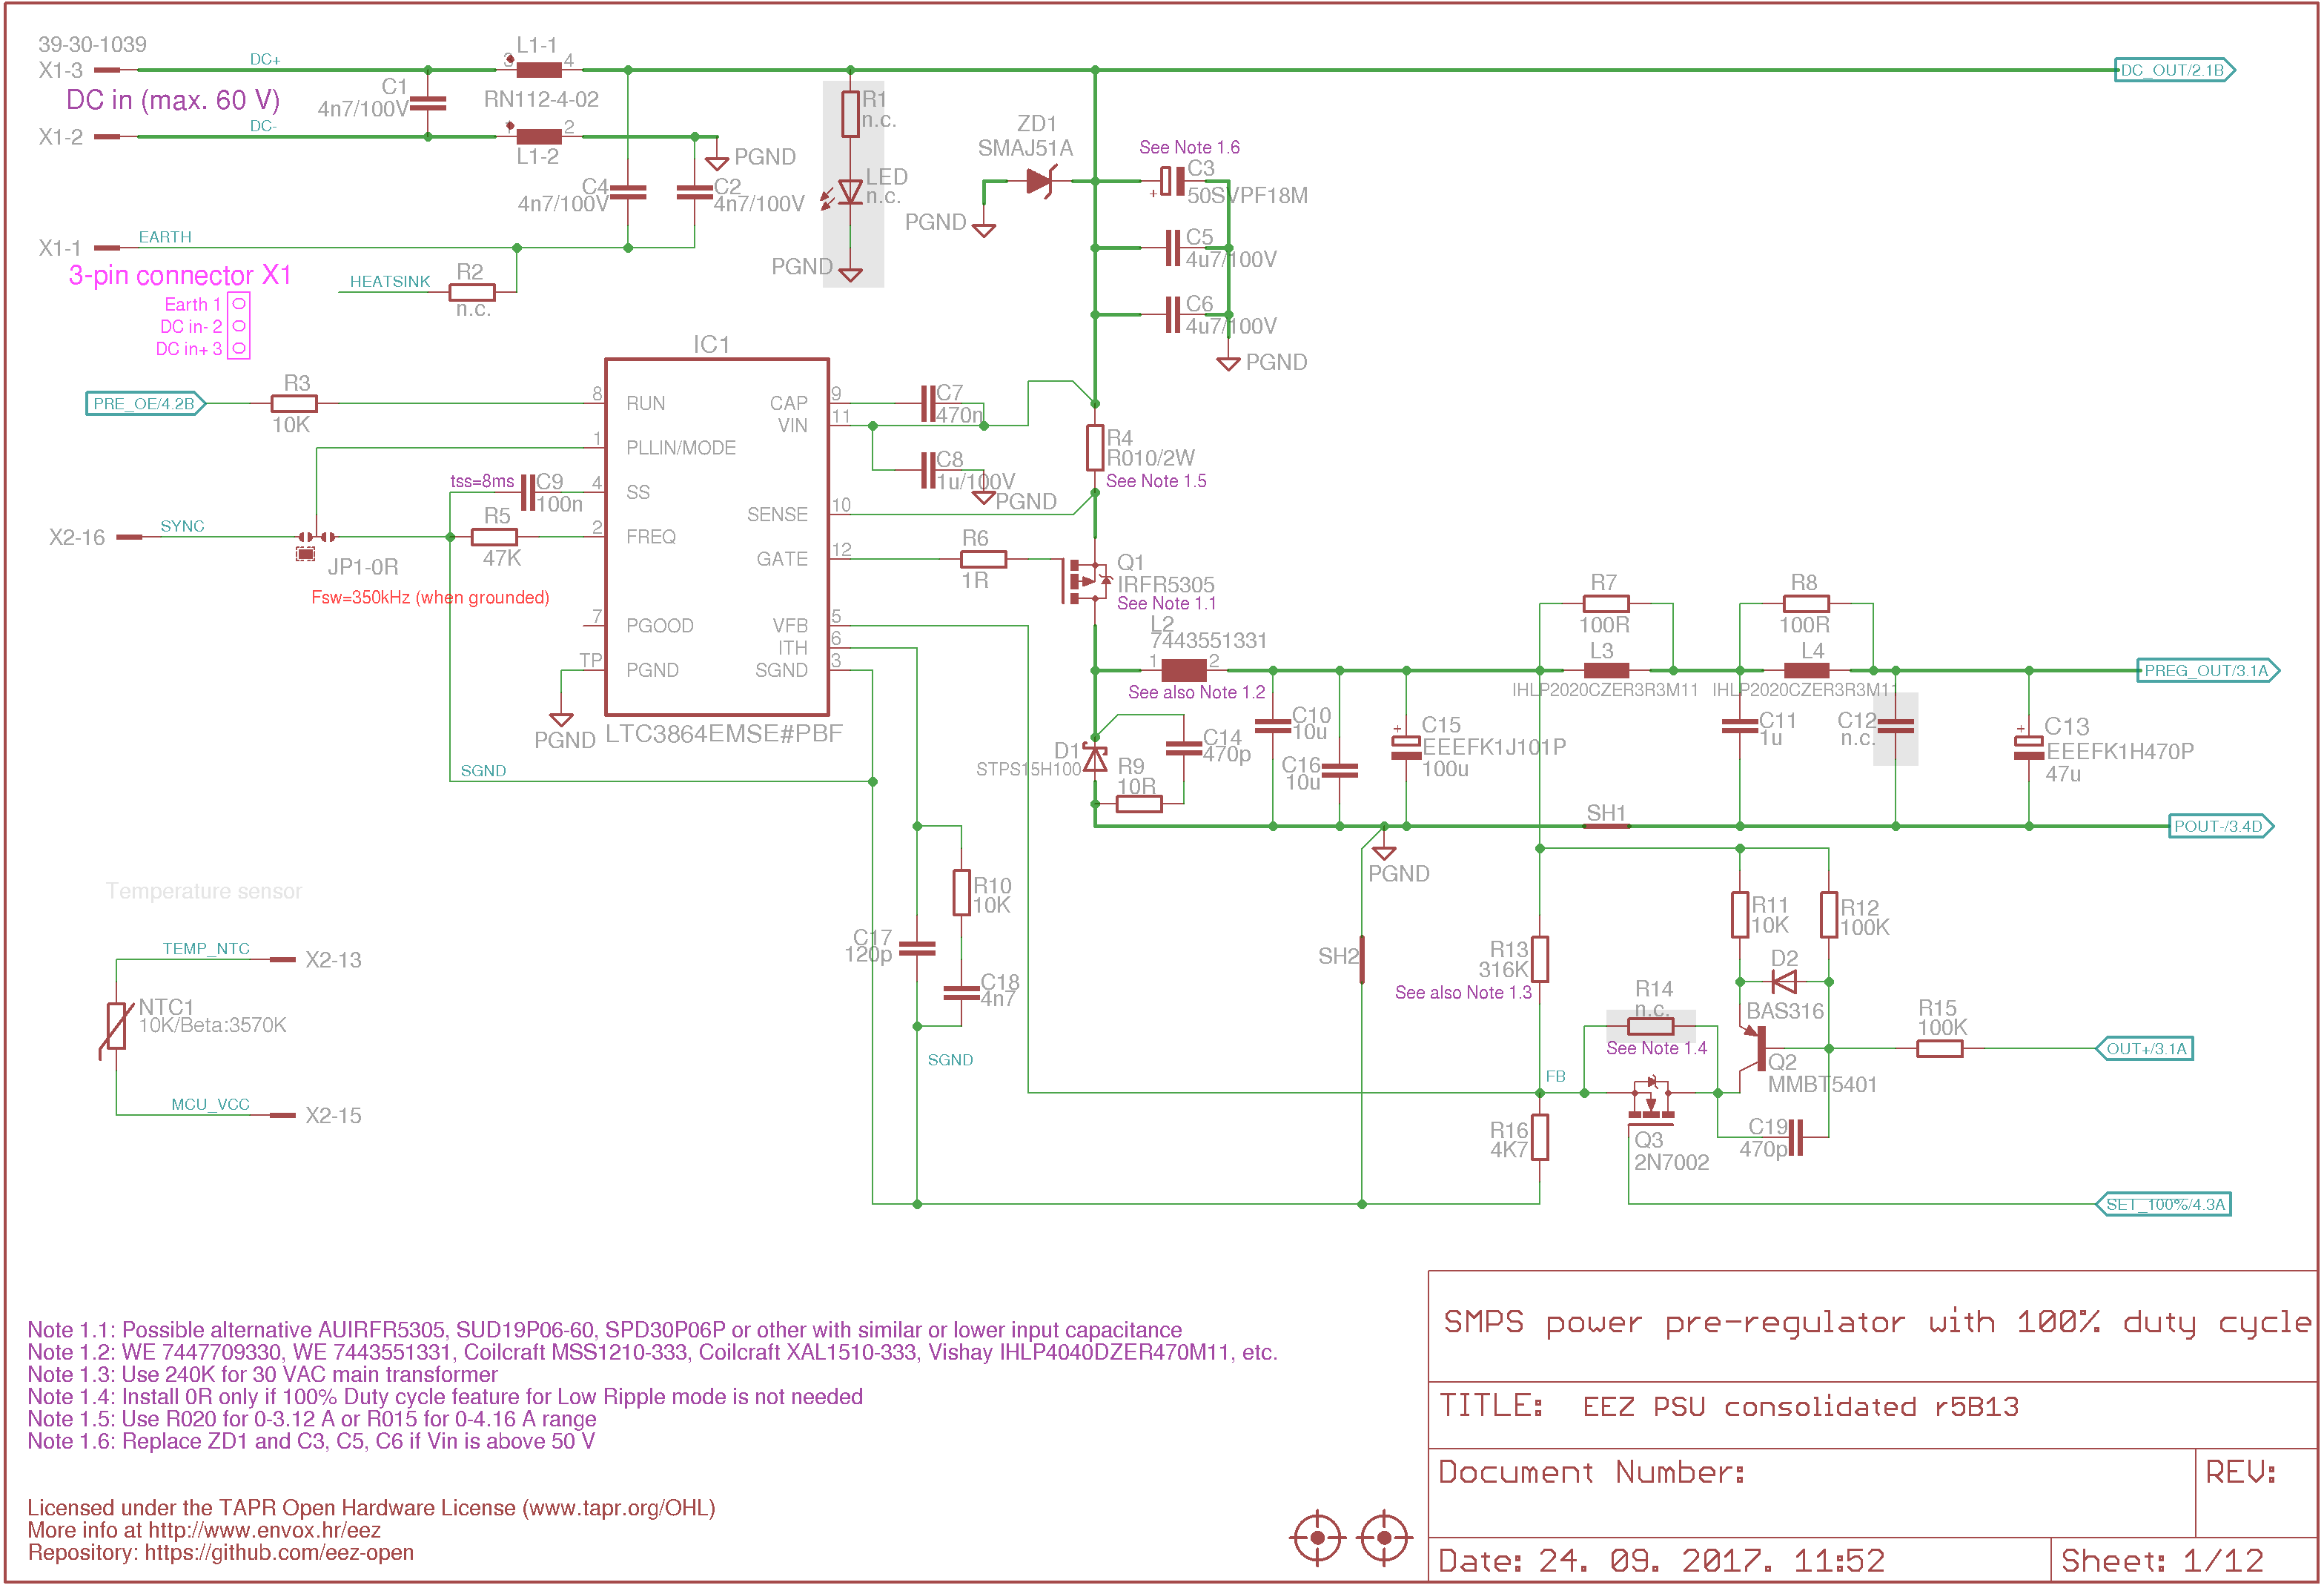 39-30-1039
X1-3
DC+
DC in (max. 60 V)
X1-2
DC-
C1
4n7/100V
L1-1
3
4
RN112-4-02
1
2
L1-2
PGND
C4
4n7/100V
C2
4n7/100V
X1-1
EARTH
3-pin connector X1
Earth 1
DC in- 2
DC in+ 3
HEATSINK
R2
n.c.
R1
n.c.
LED
n.c.
PGND
ZD1
SMAJ51A
PGND
See Note 1.6
C3
+
50SVPF18M
C5
4u7/100V
C6
4u7/100V
PGND
DC_OUT/2.1B
PRE_OE/4.2B
R3
10K
IC1
8
RUN
1
PLLIN/MODE
4
SS
2
FREQ
7
PGOOD
TP
PGND
CAP
9
VIN
11
SENSE
10
GATE
12
VFB
5
ITH
6
SGND
3
LTC3864EMSE#PBF
PGND
C7
470n
C8
1u/100V
PGND
R4
R010/2W
See Note 1.5
tss=8ms
C9
100n
R5
47K
X2-16
SYNC
JP1-0R
Fsw=350kHz (when grounded)
SGND
R6
1R
Q1
IRFR5305
See Note 1.1
L2
7443551331
1
2
See also Note 1.2
D1
STPS15H100
C14
470p
R9
10R
C10
10u
C16
10u
+
C15
EEEFK1J101P
100u
R7
100R
L3
IHLP2020CZER3R3M11
R8
100R
L4
IHLP2020CZER3R3M11
C11
1u
C12
n.c.
+
C13
EEEFK1H470P
47u
PREG_OUT/3.1A
SH1
POUT-/3.4D
PGND
SH2
Temperature sensor
TEMP_NTC
X2-13
NTC1
10K/Beta:3570K
MCU_VCC
X2-15
R10
10K
C17
120p
C18
4n7
SGND
R13
316K
See also Note 1.3
R11
10K
R12
100K
D2
BAS316
R14
n.c.
See Note 1.4
Q2
MMBT5401
R15
100K
OUT+/3.1A
FB
R16
4K7
Q3
2N7002
C19
470p
SET_100%/4.3A
Note 1.1: Possible alternative AUIRFR5305, SUD19P06-60, SPD30P06P or other with similar or lower input capacitance
Note 1.2: WE 7447709330, WE 7443551331, Coilcraft MSS1210-333, Coilcraft XAL1510-333, Vishay IHLP4040DZER470M11, etc.
Note 1.3: Use 240K for 30 VAC main transformer
Note 1.4: Install 0R only if 100% Duty cycle feature for Low Ripple mode is not needed
Note 1.5: Use R020 for 0-3.12 A or R015 for 0-4.16 A range
Note 1.6: Replace ZD1 and C3, C5, C6 if Vin is above 50 V
Licensed under the TAPR Open Hardware License (www.tapr.org/OHL)
More info at http://www.envox.hr/eez
Repository: https://github.com/eez-open
SMPS power pre-regulator with 100% duty cycle
TITLE: EEZ PSU consolidated r5B13
Document Number:
REV:
Date: 24. 09. 2017. 11:52
Sheet: 1/12